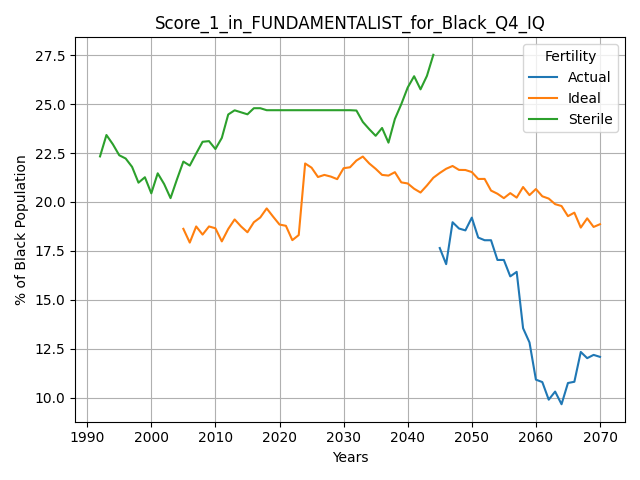 Score_1_in_FUNDAMENTALIST_for_Black_Q4_IQ
% of Black Population
27.5
25.0
22.5
20.0
17.5
15.0
12.5
10.0
Fertility
Actual
Ideal
Sterile
1990 2000 2010 2020 2030 2040 2050 2060 2070
Years